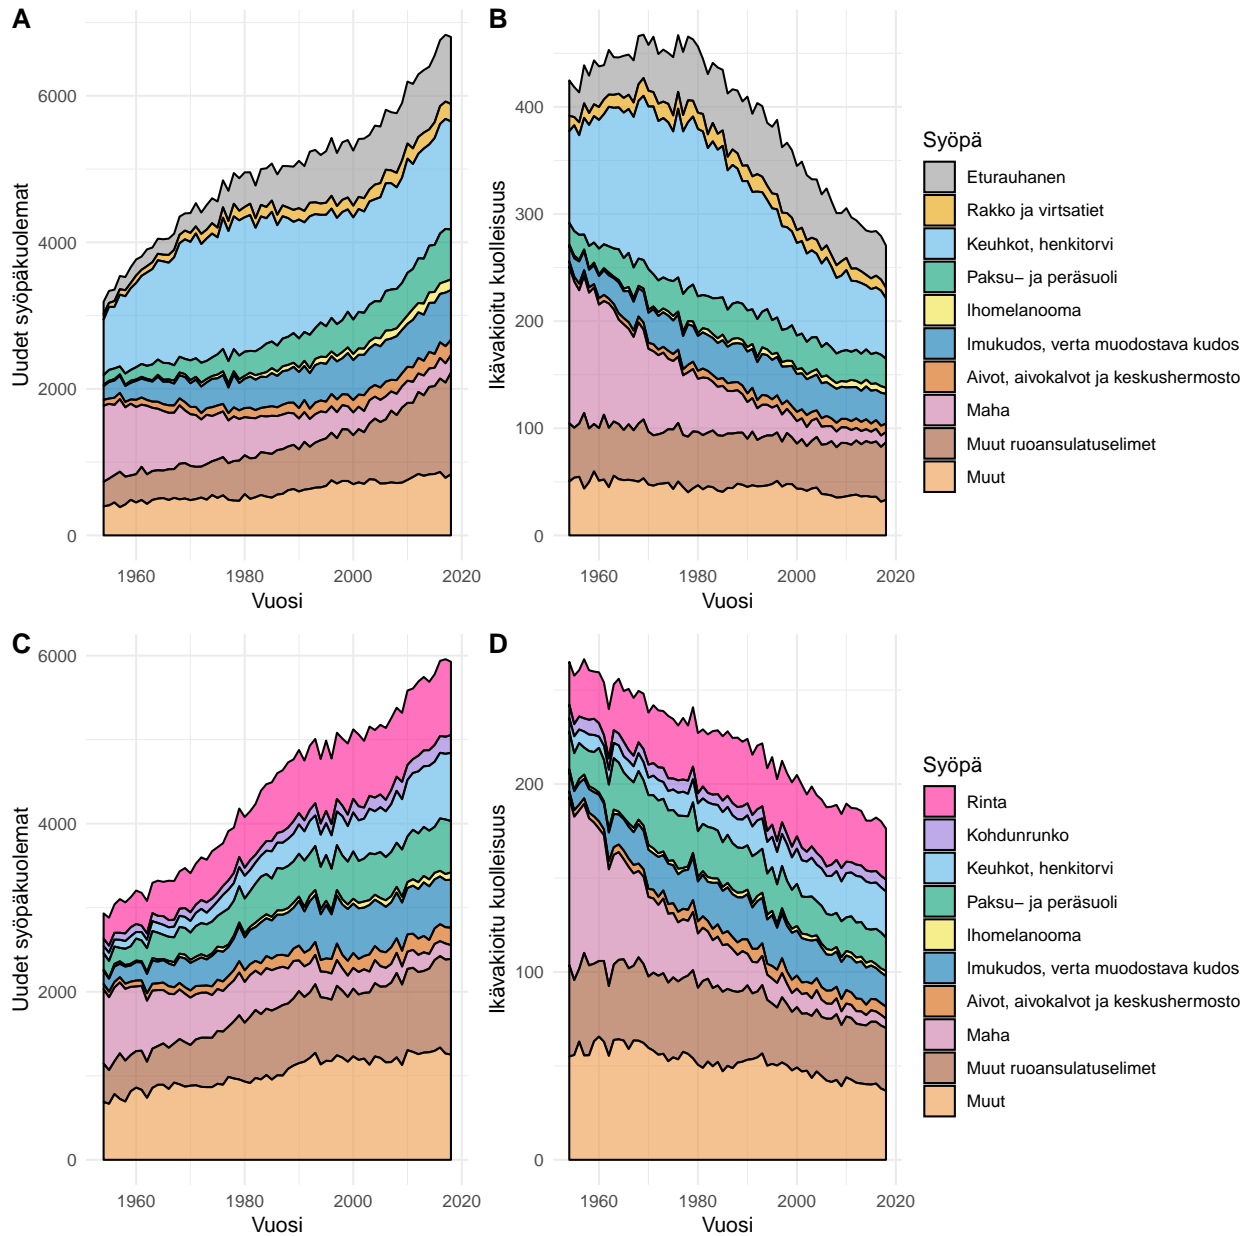 A
Uudet syöpäkuolemat
6000
4000
2000
0
1960
1980
2000
2020
Vuosi
B
Ikävakioitu kuolleisuus
400
300
200
100
0
1960
1980
2000
2020
Vuosi
Syöpä
Eturauhanen
Rakko ja virtsatiet
Keuhkot, henkitorvi
Paksu− ja peräsuoli
Ihomelanooma
Imukudos, verta muodostava kudos
Aivot, aivokalvot ja keskushermosto
Maha
Muut ruoansulatuselimet
Muut
C
Uudet syöpäkuolemat
6000
4000
2000
0
1960
1980
2000
2020
Vuosi
D
Ikävakioitu kuolleisuus
200
100
0
1960
1980
2000
2020
Vuosi
Syöpä
Rinta
Kohdunrunko
Keuhkot, henkitorvi
Paksu− ja peräsuoli
Ihomelanooma
Imukudos, verta muodostava kudos
Aivot, aivokalvot ja keskushermosto
Maha
Muut ruoansulatuselimet
Muut